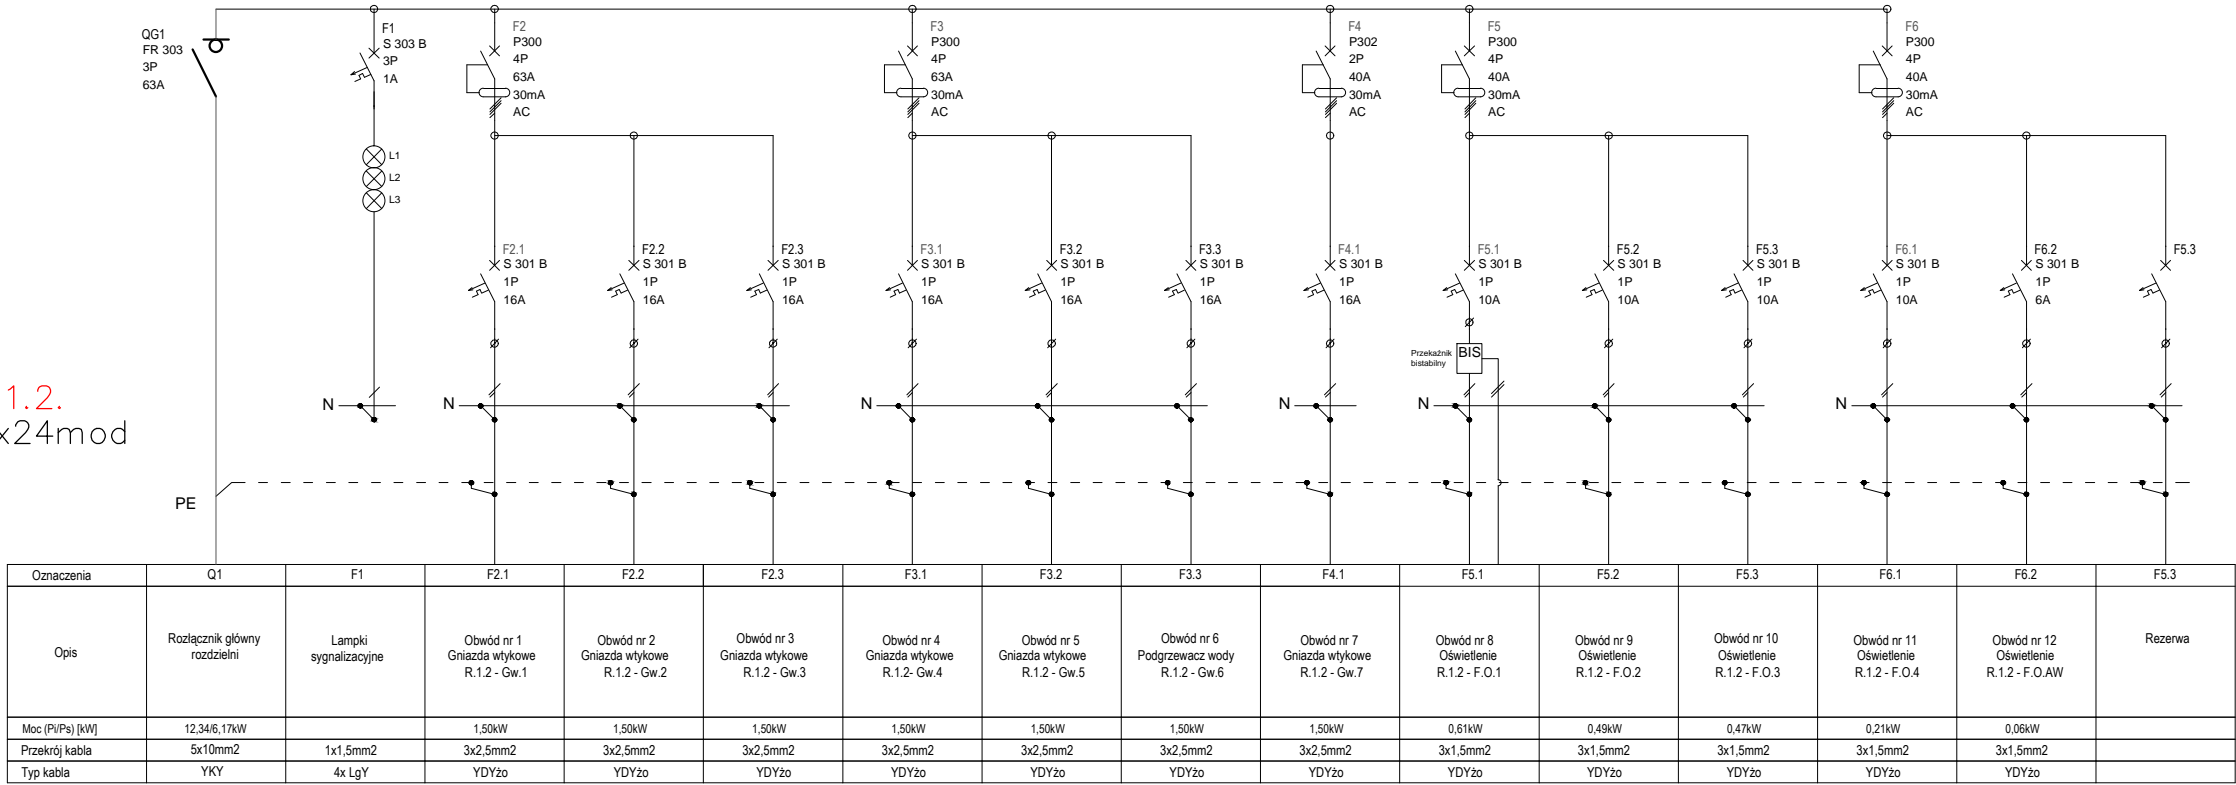 QG1
FR 303
3P
63A
F1
S 303 B
3P
1A
L1
L2
L3
F2
P300
4P
63A
30mA
AC
F3
P300
4P
63A
30mA
AC
F4
P302
2P
40A
30mA
AC
F5
P300
4P
40A
30mA
AC
F6
P300
4P
40A
30mA
AC
F2.1
S 301 B
1P
16A
F2.2
S 301 B
1P
16A
F2.3
S 301 B
1P
16A
F3.1
S 301 B
1P
16A
F3.2
S 301 B
1P
16A
F3.3
S 301 B
1P
16A
F4.1
S 301 B
1P
16A
F5.1
S 301 B
1P
10A
F5.2
S 301 B
1P
10A
F5.3
S 301 B
1P
10A
F6.1
S 301 B
1P
10A
F6.2
S 301 B
1P
6A
F5.3
Przekaźnik
bistabilny
BIS
1.2.
x24mod
N
N
N
N
N
N
PE
Oznaczenia Q1 F1 F2.1 F2.2 F2.3 F3.1 F3.2 F3.3 F4.1 F5.1 F5.2 F5.3 F6.1 F6.2 F5.3
Opis
Rozłącznik główny
rozdzielni
Lampki
sygnalizacyjne
Obwód nr 1
Gniazda wtykowe
R.1.2 - Gw.1
Obwód nr 2
Gniazda wtykowe
R.1.2 - Gw.2
Obwód nr 3
Gniazda wtykowe
R.1.2 - Gw.3
Obwód nr 4
Gniazda wtykowe
R.1.2- Gw.4
Obwód nr 5
Gniazda wtykowe
R.1.2 - Gw.5
Obwód nr 6
Podgrzewacz wody
R.1.2 - Gw.6
Obwód nr 7
Gniazda wtykowe
R.1.2 - Gw.7
Obwód nr 8
Oświetlenie
R.1.2 - F.O.1
Obwód nr 9
Oświetlenie
R.1.2 - F.O.2
Obwód nr 10
Oświetlenie
R.1.2 - F.O.3
Obwód nr 11
Oświetlenie
R.1.2 - F.O.4
Obwód nr 12
Oświetlenie
R.1.2 - F.O.AW
Rezerwa
Moc (Pi/Ps) [kW] 12,34/6,17kW 1,50kW 1,50kW 1,50kW 1,50kW 1,50kW 1,50kW 1,50kW 0,61kW 0,49kW 0,47kW 0,21kW 0,06kW
Przekrój kabla 5x10mm2 1x1,5mm2 3x2,5mm2 3x2,5mm2 3x2,5mm2 3x2,5mm2 3x2,5mm2 3x2,5mm2 3x2,5mm2 3x1,5mm2 3x1,5mm2 3x1,5mm2 3x1,5mm2 3x1,5mm2
Typ kabla YKY 4x LgY YDYżo YDYżo YDYżo YDYżo YDYżo YDYżo YDYżo YDYżo YDYżo YDYżo YDYżo YDYżo